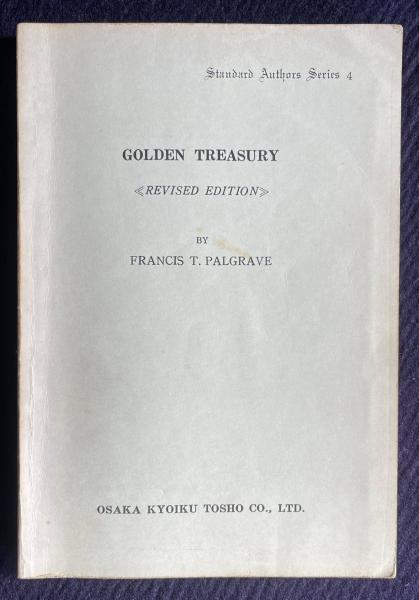 Standard Authors Series 4
GOLDEN TREASURY
≪REVISED EDITION≫
BY
FRANCIS T. PALGRAVE
OSAKA KYOIKU TOSHO CO., LTD.